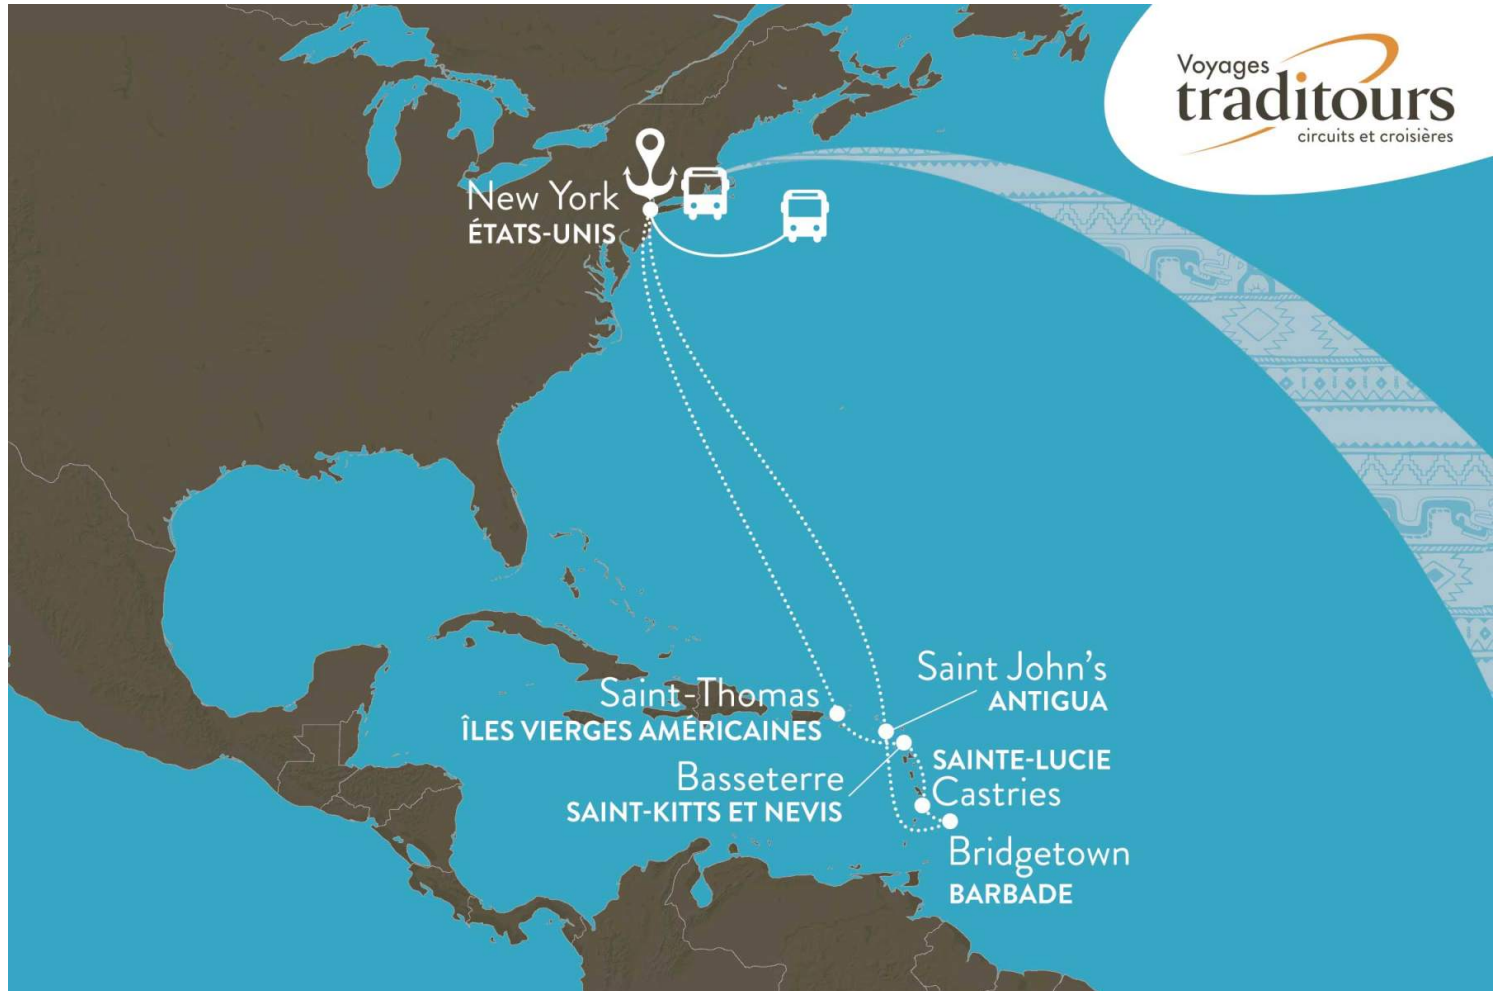 Voyages
traditours
circuits et croisières
New York
ÉTATS-UNIS
Saint John's
ANTIGUA
Saint-Thomas
ÎLES VIERGES AMÉRICAINES
Basseterre
SAINT-KITTS ET NEVIS
SAINTE-LUCIE
Castries
Bridgetown
BARBADE